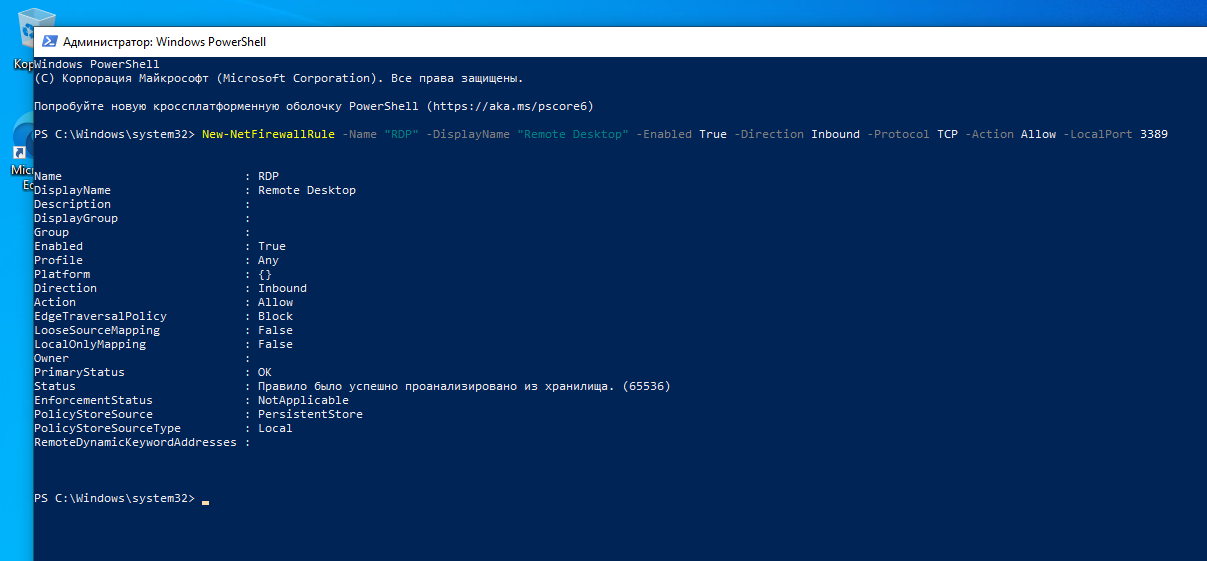 Администратор: Windows PowerShell
Windows PowerShell
(C) Корпорация Майкрософт (Microsoft Corporation). Все права защищены.
Попробуйте новую кроссплатформенную оболочку PowerShell (https://aka.ms/pscore6)
PS C:\Windows\system32> New-NetFirewallRule -Name "RDP" -DisplayName "Remote Desktop" -Enabled True -Direction Inbound -Protocol TCP -Action Allow -LocalPort 3389
Name : RDP
DisplayName : Remote Desktop
Description :
DisplayGroup :
Group :
Enabled : True
Profile : Any
Platform : {}
Direction : Inbound
Action : Allow
EdgeTraversalPolicy : Block
LooseSourceMapping : False
LocalOnlyMapping : False
Owner :
PrimaryStatus : OK
Status : Правило было успешно проанализировано из хранилища. (65536)
EnforcementStatus : NotApplicable
PolicyStoreSource : PersistentStore
PolicyStoreSourceType : Local
RemoteDynamicKeywordAddresses :
PS C:\Windows\system32>